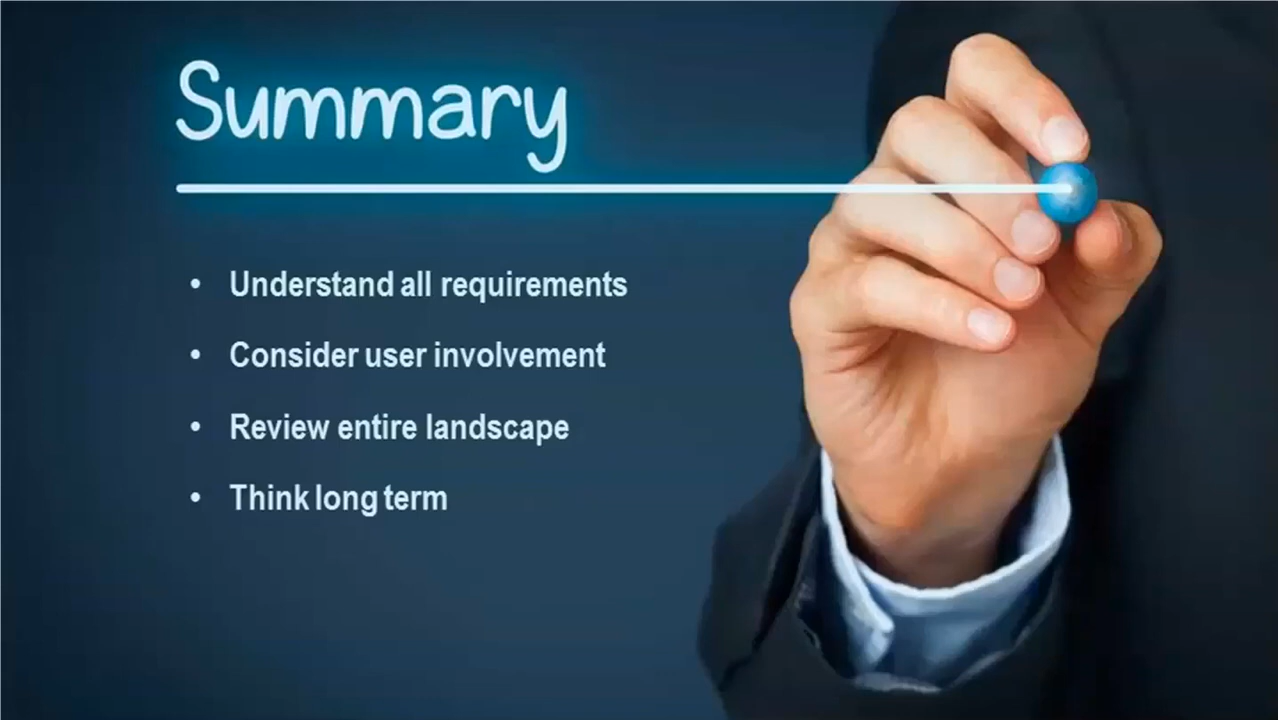 Summary
• Understand all requirements
• Consider user involvement
• Review entire landscape
• Think long term